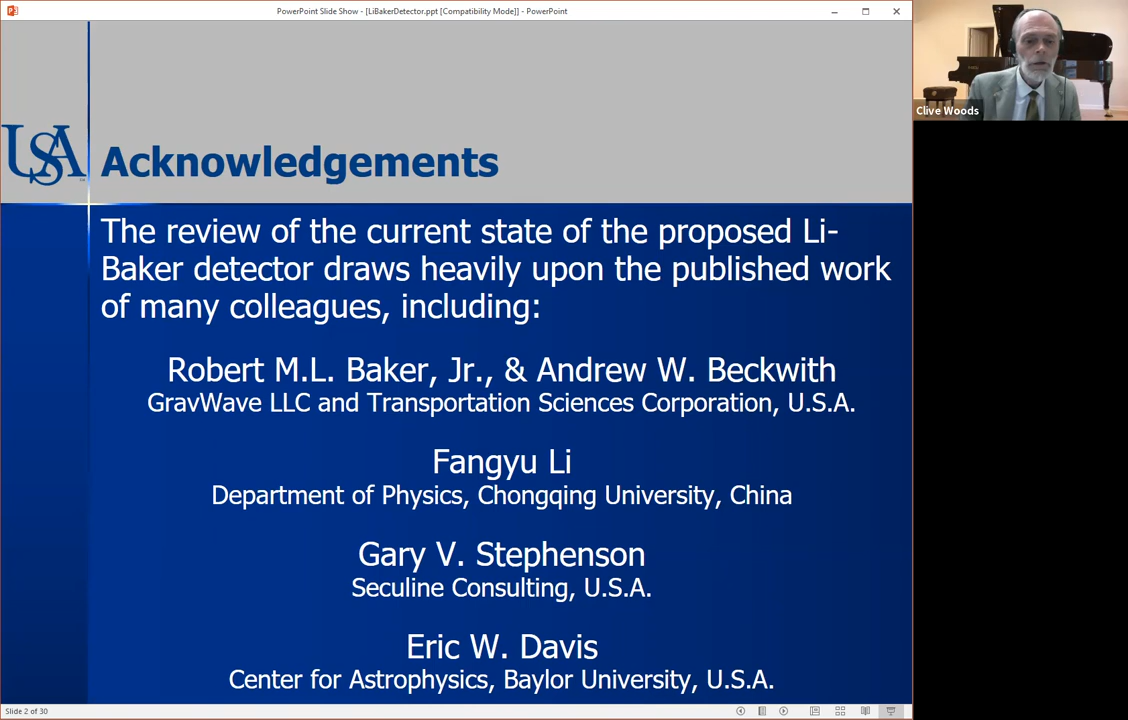 PowerPoint Slide Show - [LiBakerDetector.ppt [Compatibility Mode]] - PowerPoint
Clive Woods
USA
Acknowledgements
The review of the current state of the proposed Li-
Baker detector draws heavily upon the published work
of many colleagues, including:
Robert M.L. Baker, Jr., & Andrew W. Beckwith
GravWave LLC and Transportation Sciences Corporation, U.S.A.
Fangyu Li
Department of Physics, Chongqing University, China
Gary V. Stephenson
Seculine Consulting, U.S.A.
Eric W. Davis
Center for Astrophysics, Baylor University, U.S.A.
Slide 2 of 30